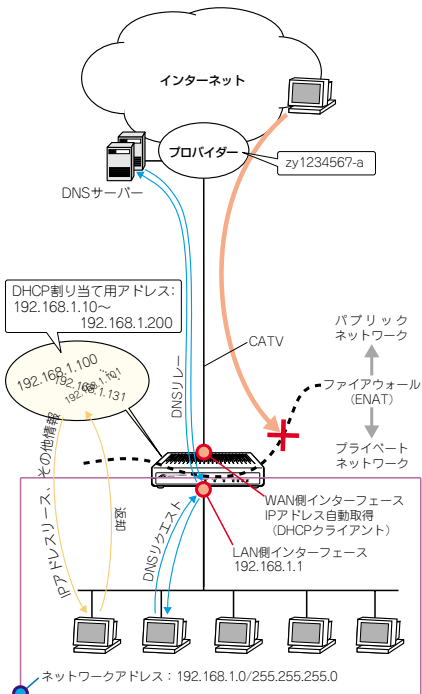 インターネット
プロバイダー
zy1234567-a
DNSサーバー
DHCP割り当て用アドレス：
192.168.1.10～
192.168.1.200
192.168.1.100
192.168.1.101
192.168.1.131
DNSリレー
CATV
パブリック
ネットワーク
ファイアウォール
(ENAT)
プライベート
ネットワーク
IPアドレスリース、その他情報
返却
DNSリクエスト
WAN側インターフェース
IPアドレス自動取得
(DHCPクライアント)
LAN側インターフェース
192.168.1.1
ネットワークアドレス：192.168.1.0/255.255.255.0